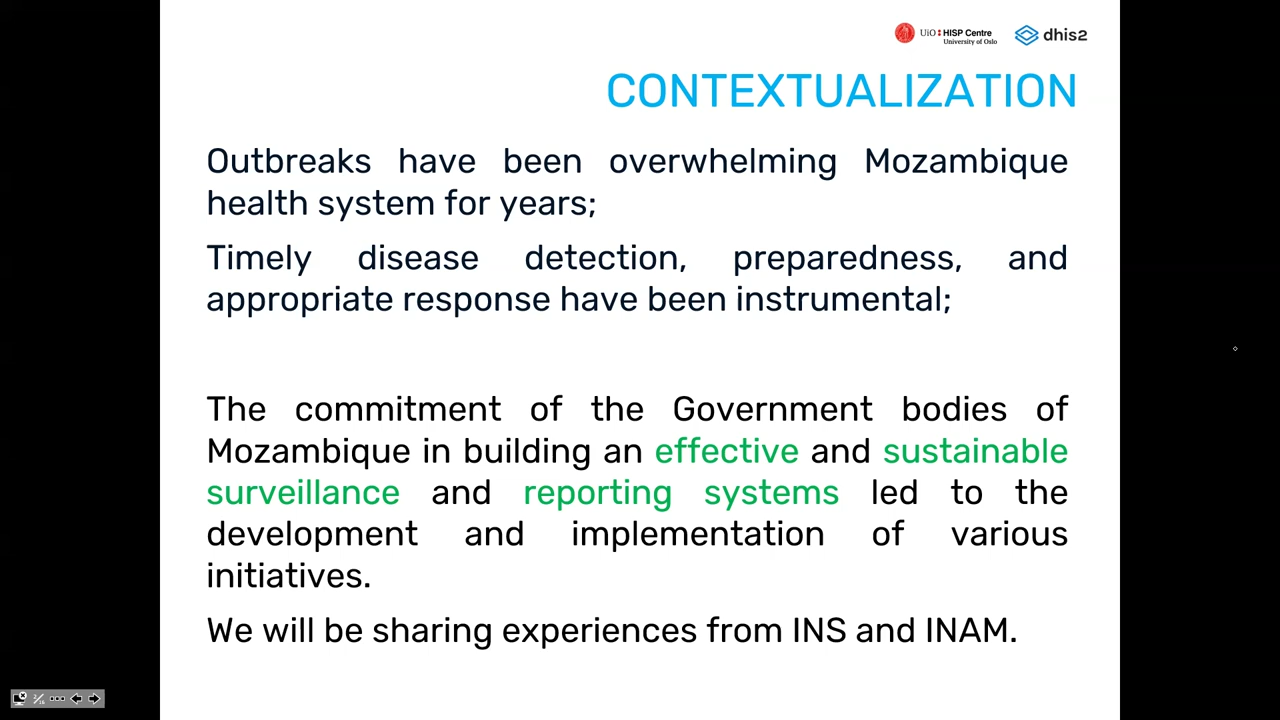 UiO HISP Centre
University of Oslo
dhis2
CONTEXTUALIZATION
Outbreaks have been overwhelming Mozambique
health system for years;
Timely disease detection, preparedness, and
appropriate response have been instrumental;
The commitment of the Government bodies of
Mozambique in building an effective and sustainable
surveillance and reporting systems led to the
development and implementation of various
initiatives.
We will be sharing experiences from INS and INAM.